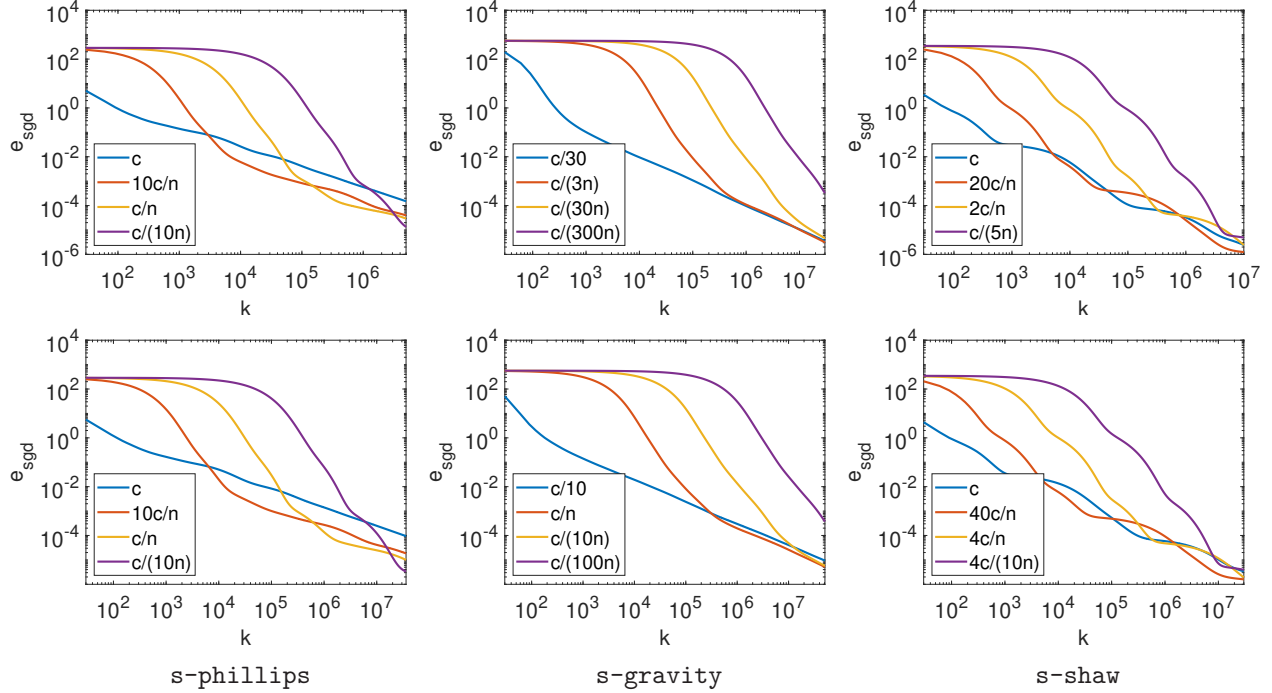 10^4
10^2
10^0
10^-2
10^-4
10^-6
e_sgd
c
10c/n
c/n
c/(10n)
10^2 10^3 10^4 10^5 10^6
k
10^4
10^2
10^0
10^-2
10^-4
e_sgd
c/30
c/(3n)
c/(30n)
c/(300n)
10^2 10^3 10^4 10^5 10^6 10^7
k
10^4
10^2
10^0
10^-2
10^-4
10^-6
e_sgd
c
20c/n
2c/n
c/(5n)
10^2 10^3 10^4 10^5 10^6 10^7
k
10^4
10^2
10^0
10^-2
10^-4
e_sgd
c
10c/n
c/n
c/(10n)
10^2 10^3 10^4 10^5 10^6 10^7
k
10^4
10^2
10^0
10^-2
10^-4
e_sgd
c/10
c/n
c/(10n)
c/(100n)
10^2 10^3 10^4 10^5 10^6 10^7
k
10^4
10^2
10^0
10^-2
10^-4
e_sgd
c
40c/n
4c/n
4c/(10n)
10^2 10^3 10^4 10^5 10^6 10^7
k
s-phillips
s-gravity
s-shaw